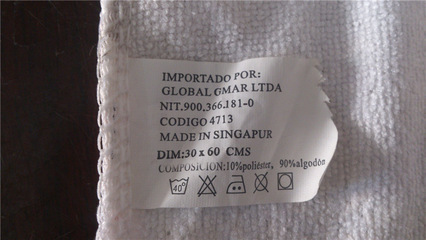 IMPORTADO POR:
GLOBAL GMAR LTDA
NIT.900.366.181-0
CODIGO 4713
MADE IN SINGAPUR
DIM:30 x 60 CMS
COMPOSICION:10%poliéster, 90%algodón
40°